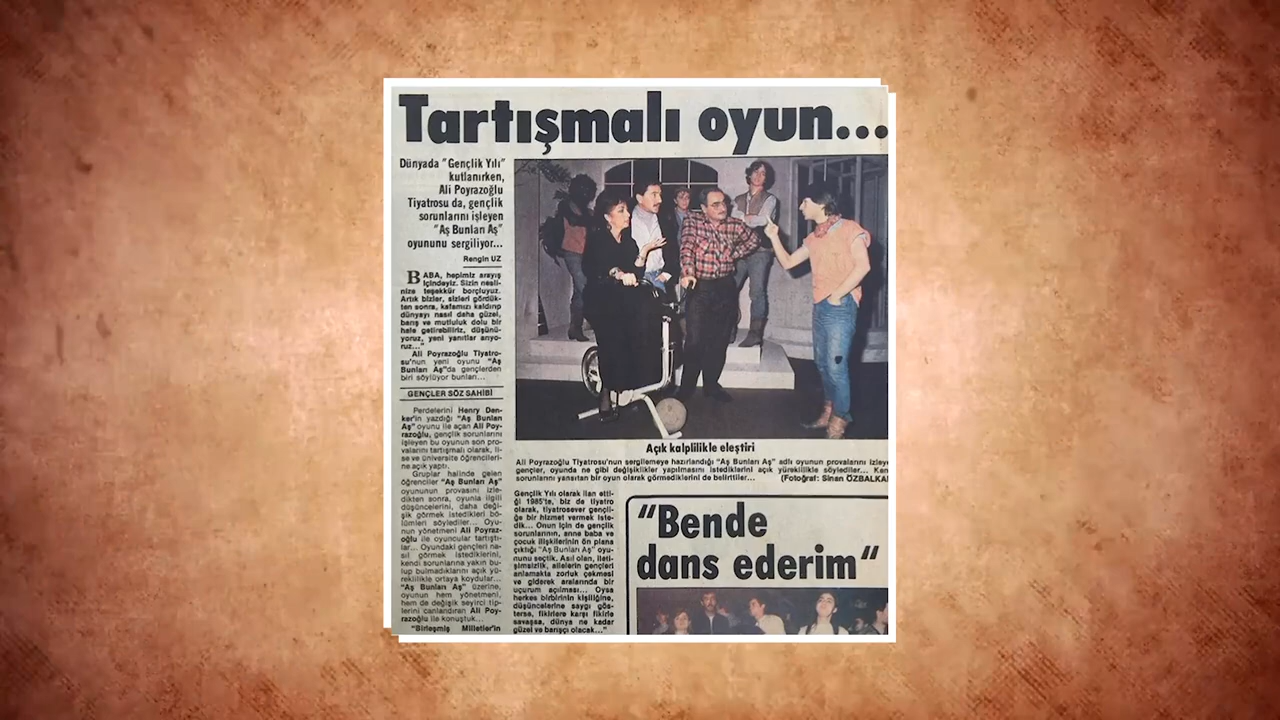 Tartışmalı oyun...
Dünyada "Gençlik Yılı"
kutlanırken,
Ali Poyrazoğlu
Tiyatrosu da, gençlik
sorunlarını işleyen
"Aş Bunları Aş"
oyununu sergiliyor...
Rengin UZ
BABA, hepimiz arayış
içindeyiz. Sizin nesli-
nize teşekkür borçluyuz.
Artık bizler, sizleri gördük-
ten sonra, kafamızı kaldırıp
dünyayı nasıl daha güzel,
barış ve mutluluk dolu bir
hale getirebiliriz, düşünü-
yoruz, yeni yanıtlar arıyo-
ruz..."
Ali Poyrazoğlu Tiyatro-
su'nun yeni oyunu "Aş
Bunları Aş"da gençlerden
biri söylüyor bunları...
GENÇLER SÖZ SAHİBİ
Perdelerini Henry Den-
ker'in yazdığı "Aş Bunları
Aş" oyunu ile açan Ali Poy-
razoğlu, gençlik sorunlarını
işleyen bu oyunun son pro-
valarını tartışmalı olarak, li-
se ve üniversite öğrencileri-
ne açık yaptı.
Gruplar halinde gelen
öğrenciler "Aş Bunları Aş"
oyununun provasını izle-
dikten sonra, oyunla ilgili
düşüncelerini, daha deği-
şik görmek istedikleri bö-
lümleri söylediler... Oyu-
nun yönetmeni Ali Poyraz-
oğlu ile oyuncular tartıştı-
lar... Oyundaki gençleri na-
sıl görmek istediklerini,
kendi sorunlarına yakın bu-
lup bulmadıklarını açık yü-
reklilikle ortaya koydular...
"Aş Bunları Aş" üzerine,
oyunun hem yönetmeni,
hem de değişik seyirci tip-
lerini canlandıran Ali Poy-
razoğlu ile konuştuk...
"Birleşmiş Milletler'in
Açık kalplilikle eleştiri
Ali Poyrazoğlu Tiyatrosu'nun sergilemeye hazırlandığı "Aş Bunları Aş" adlı oyunun provalarını izleye
gençler, oyunda ne gibi değişiklikler yapılmasını istediklerini açık yüreklilikle söylediler... Ken
sorunlarını yansıtan bir oyun olarak görmediklerini de belirttiler... (Fotoğraf: Sinan ÖZBALKAN
Gençlik Yılı olarak ilan etti-
ği 1985'te, biz de tiyatro
olarak, tiyatrosever gençli-
ğe bir hizmet vermek iste-
dik... Onun için de gençlik
sorunlarının, anne baba ve
çocuk ilişkilerinin ön plana
çıktığı "Aş Bunları Aş" oyu-
nunu seçtik. Asıl olan, ileti-
şimsizlik, ailelerin gençleri
anlamakta zorluk çekmesi
ve giderek aralarında bir
uçurum açılması... Oysa
herkes birbirinin kişiliğine,
düşüncelerine saygı gös-
terse, fikirlere karşı fikirle
savaşsa, dünya ne kadar
güzel ve barışçı olacak..."
"Bende
dans ederim"